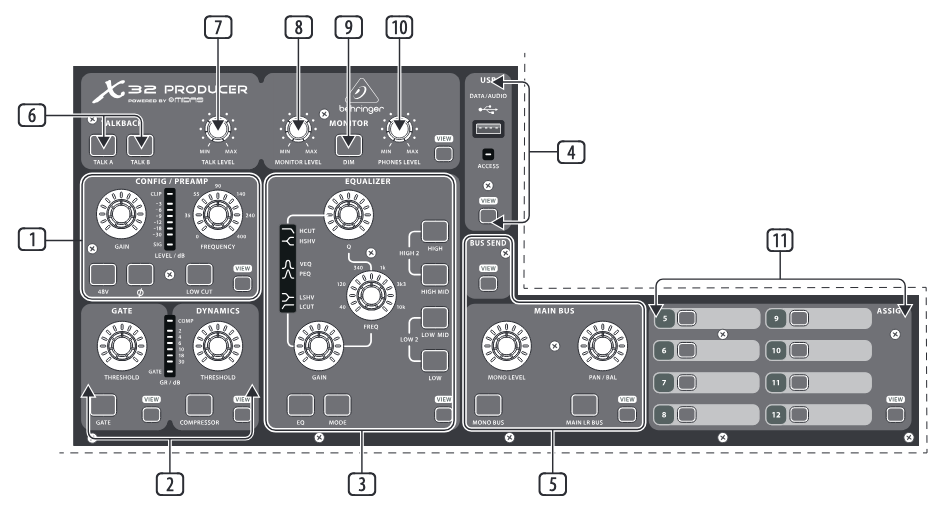 7 8 9 10
X32 PRODUCER
POWERED BY MIDAS
behringer
USB
DATA/AUDIO
6
TALKBACK
MONITOR
MIN MAX
MIN MAX
MIN MAX
VIEW
TALK A
TALK B
TALK LEVEL
MONITOR LEVEL
DIM
PHONES LEVEL
ACCESS
4
VIEW
CONFIG / PREAMP
CLIP
-3
-6
-9
-12
-18
-30
SIG
LEVEL / dB
GAIN
0 36 55 90 140 240 400
FREQUENCY
1
48V
Ø
LOW CUT
VIEW
EQUALIZER
HCUT
HSHV
VEQ
PEQ
LSHV
LCUT
Q
40 120 340 1k 3k3 10k
FREQ
GAIN
HIGH
HIGH 2
HIGH MID
LOW MID
LOW 2
LOW
EQ
MODE
VIEW
BUS SEND
VIEW
11
GATE
DYNAMICS
COMP
GATE
GR / dB
THRESHOLD
THRESHOLD
GATE
VIEW
COMPRESSOR
VIEW
MAIN BUS
MONO LEVEL
PAN / BAL
MONO BUS
MAIN LR BUS
VIEW
ASSIGN
5 9
6 10
7 11
8 12
VIEW
2 3 5